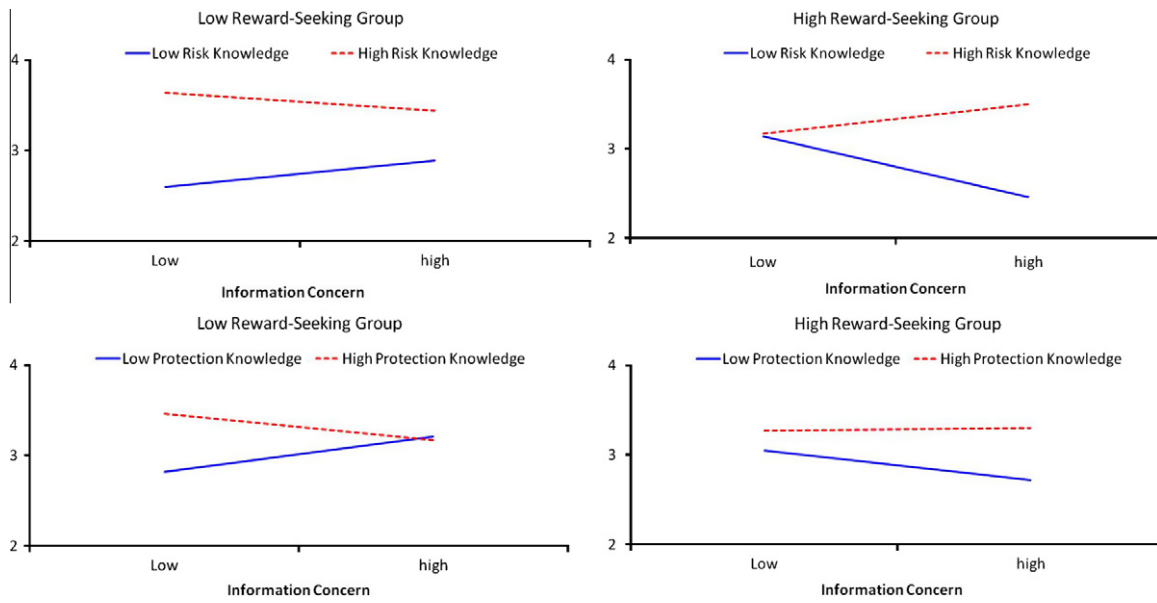 Low Reward-Seeking Group
Low Risk Knowledge High Risk Knowledge
4
3
2
Low high
Information Concern
High Reward-Seeking Group
Low Risk Knowledge High Risk Knowledge
4
3
2
Low high
Information Concern
Low Reward-Seeking Group
Low Protection Knowledge High Protection Knowledge
4
3
2
Low high
Information Concern
High Reward-Seeking Group
Low Protection Knowledge High Protection Knowledge
4
3
2
Low high
Information Concern